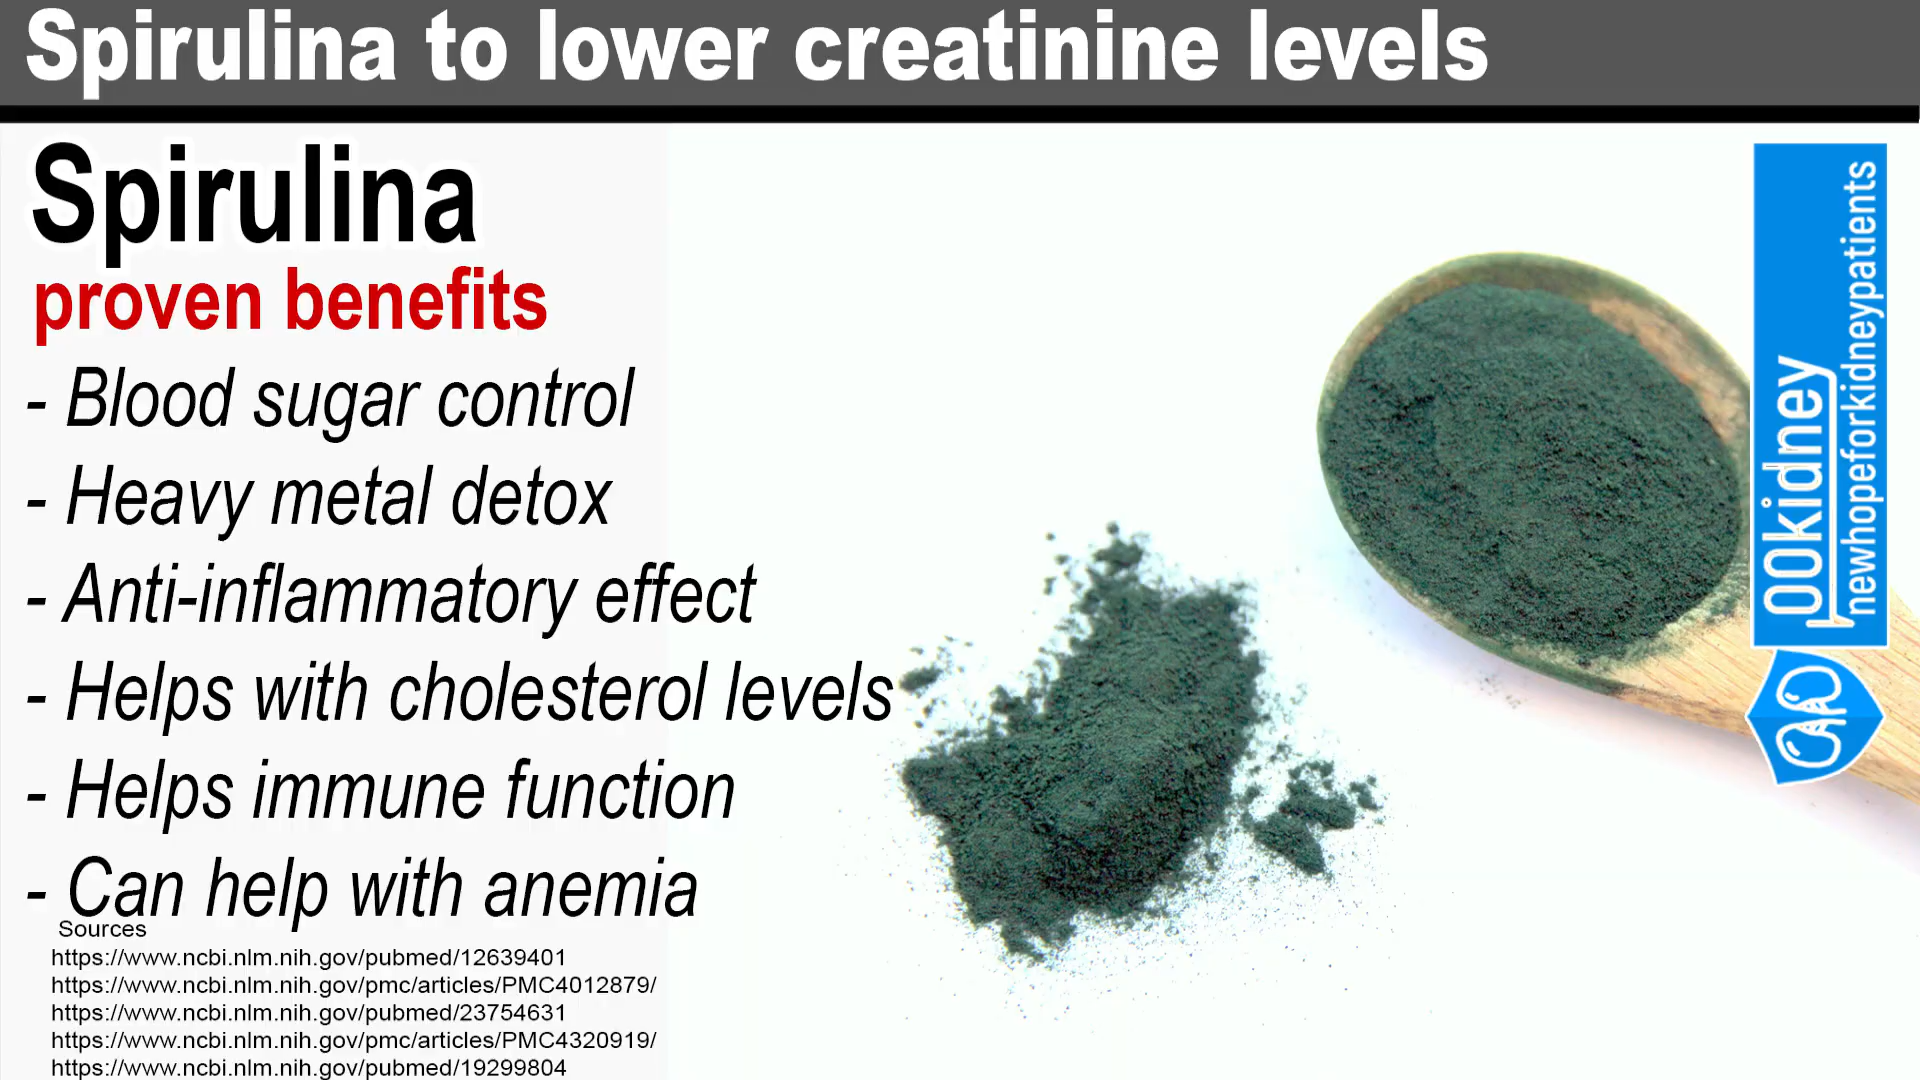 Spirulina to lower creatinine levels
Spirulina
proven benefits
- Blood sugar control
- Heavy metal detox
- Anti-inflammatory effect
- Helps with cholesterol levels
- Helps immune function
- Can help with anemia
Sources
https://www.ncbi.nlm.nih.gov/pubmed/12639401
https://www.ncbi.nlm.nih.gov/pmc/articles/PMC4012879/
https://www.ncbi.nlm.nih.gov/pubmed/23754631
https://www.ncbi.nlm.nih.gov/pmc/articles/PMC4320919/
https://www.ncbi.nlm.nih.gov/pubmed/19299804
100kidney
newhopeforkidneypatients